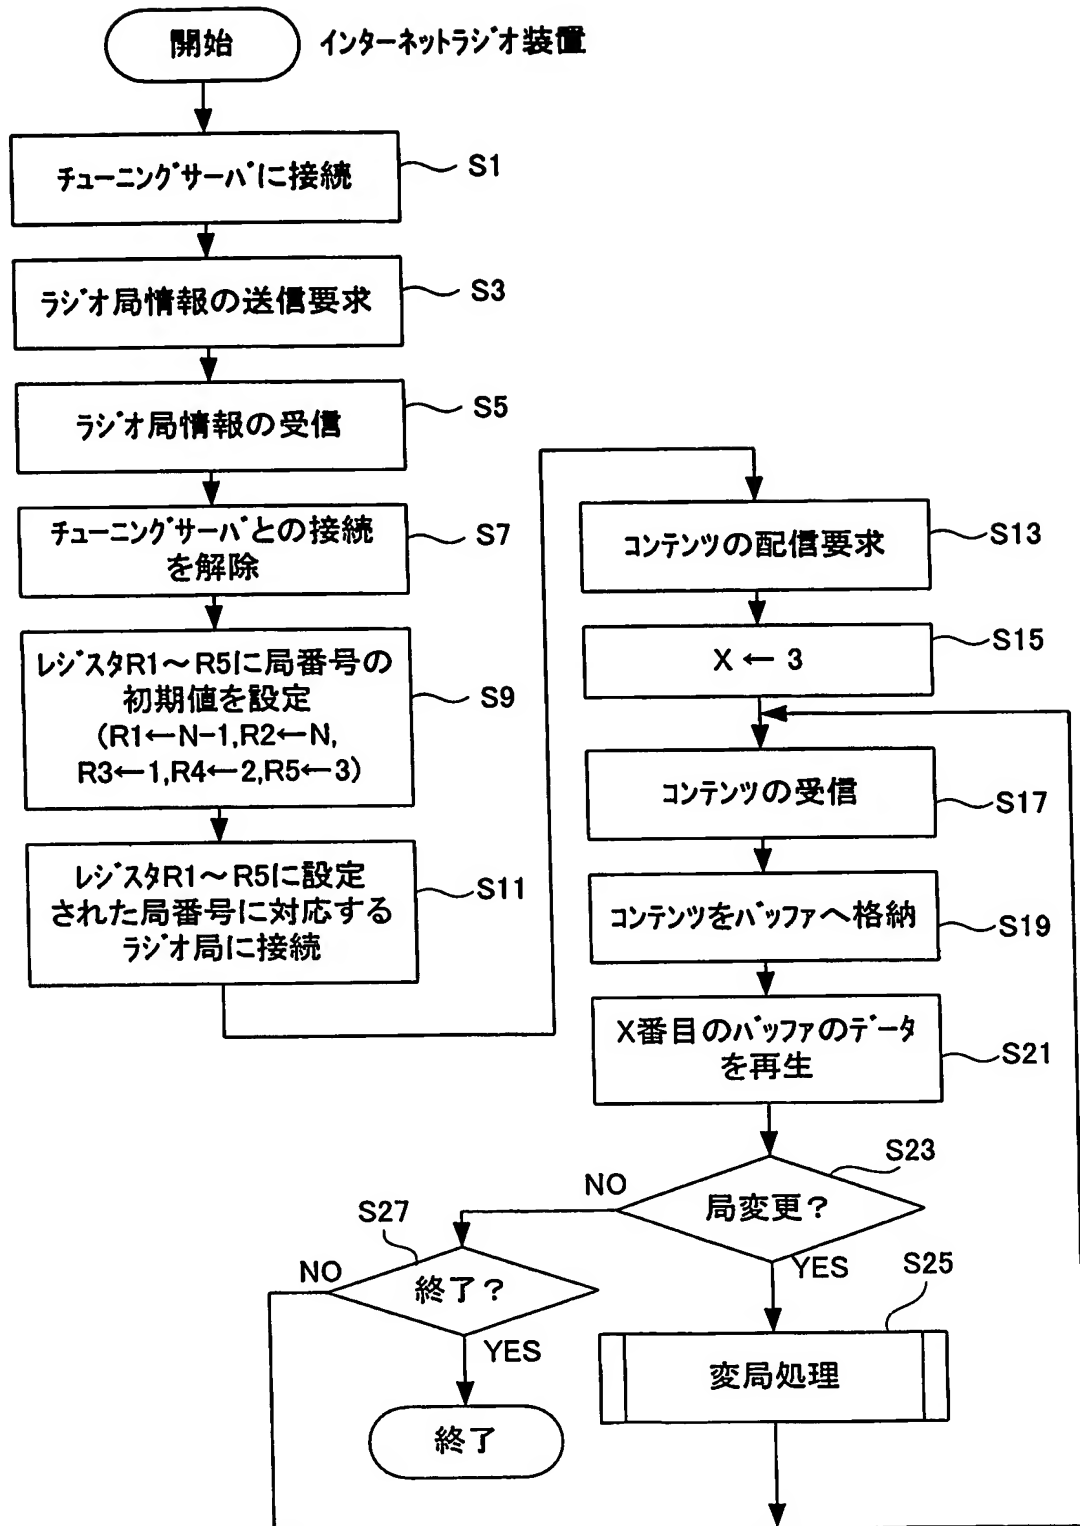 開始
インターネットラジオ装置
チューニングサーバに接続
S1
ラジオ局情報の送信要求
S3
ラジオ局情報の受信
S5
チューニングサーバとの接続
を解除
S7
レジスタR1～R5に局番号の
初期値を設定
(R1←N-1,R2←N,
R3←1,R4←2,R5←3)
S9
レジスタR1～R5に設定
された局番号に対応する
ラジオ局に接続
S11
コンテンツの配信要求
S13
X ← 3
S15
コンテンツの受信
S17
コンテンツをバッファへ格納
S19
X番目のバッファのデータ
を再生
S21
局変更？
S23
NO
YES
変局処理
S25
終了？
S27
NO
YES
終了